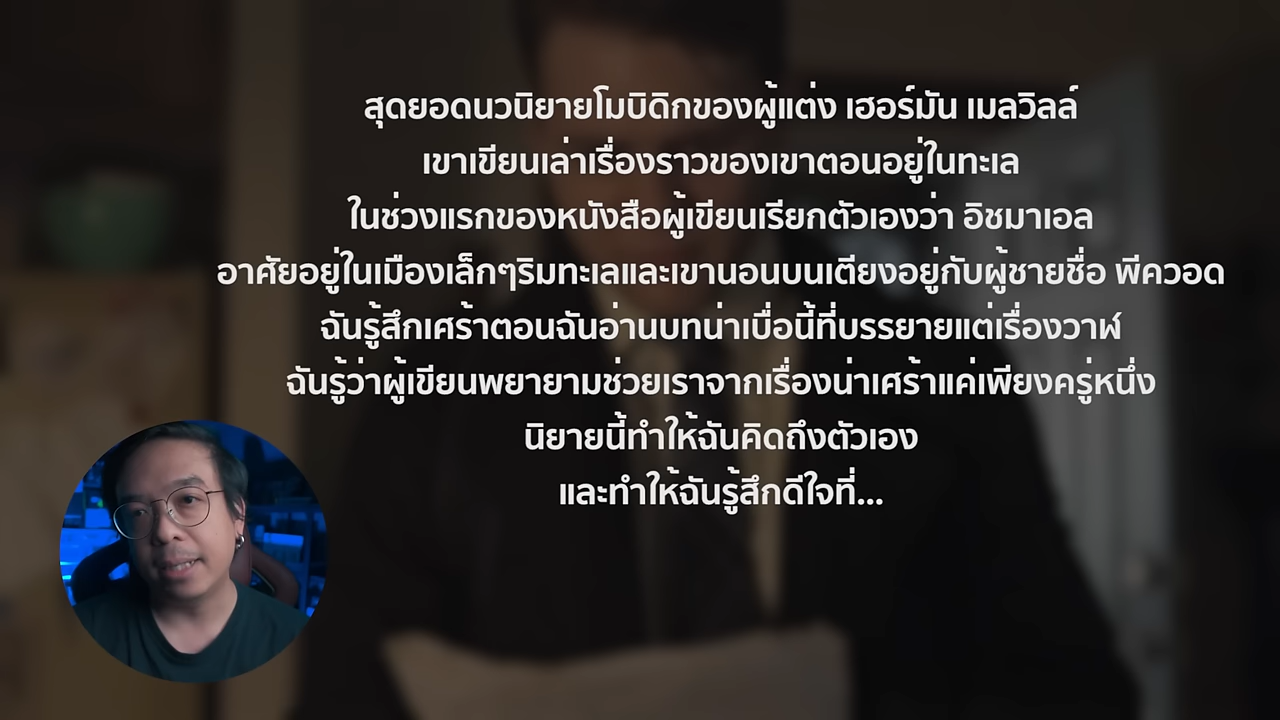 สุดยอดนวนิยายโมบิดิกของผู้แต่ง เฮอร์มัน เมลวิลล์
เขาเขียนเล่าเรื่องราวของเขาตอนอยู่ในทะเล
ในช่วงแรกของหนังสือผู้เขียนเรียกตัวเองว่า อิชมาเอล
อาศัยอยู่ในเมืองเล็กๆริมทะเลและเขานอนบนเตียงอยู่กับผู้ชายชื่อ พีควอด
ฉันรู้สึกเศร้าตอนฉันอ่านบทน่าเบื่อนี้ที่บรรยายแต่เรื่องวาฬ
ฉันรู้ว่าผู้เขียนพยายามช่วยเราจากเรื่องน่าเศร้าแค่เพียงครู่หนึ่ง
นิยายนี้ทำให้ฉันคิดถึงตัวเอง
และทำให้ฉันรู้สึกดีใจที่...